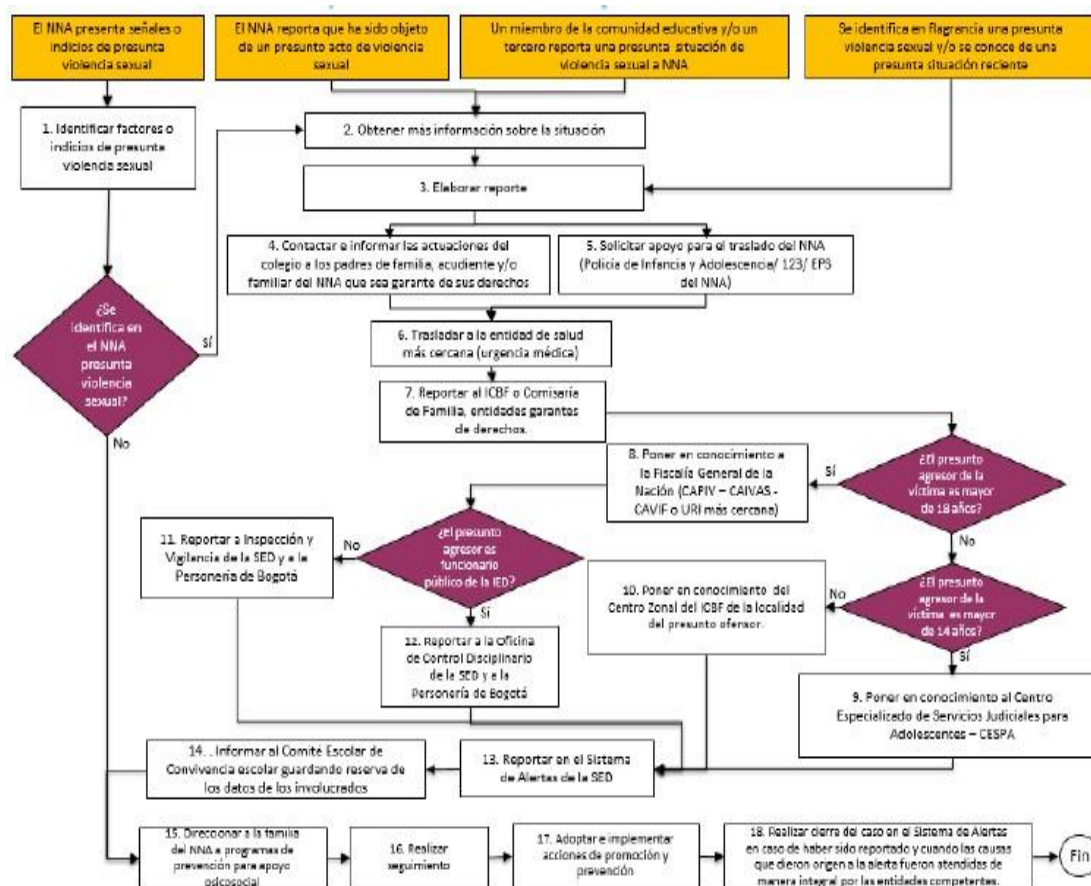 El NNA presenta señales o
indicios de presunta
violencia sexual
El NNA reporta que ha sido objeto
de un presunto acto de violencia
sexual
Un miembro de la comunidad educativa y/o un
tercero reporta una presunta situación de
violencia sexual a NNA
Se identifica en flagrancia una presunta
violencia sexual y/o se conoce de una
presunta situación reciente
1. Identificar factores o
indicios de presunta
violencia sexual
2. Obtener más información sobre la situación
3. Elaborar reporte
4. Contactar e informar las actuaciones del
colegio a los padres de familia, acudiente y/o
familiar del NNA que sea garante de sus derechos
5. Solicitar apoyo para el traslado del NNA
(Policía de Infancia y Adolescencia/ 123/ EPS
del NNA)
¿Se
identifica en
el NNA
presunta
violencia
sexual?
Sí
No
6. Trasladar a la entidad de salud
más cercana (urgencia médica)
7. Reportar al ICBF o Comisaría
de Familia, entidades garantes
de derechos.
8. Poner en conocimiento a
la Fiscalía General de la
Nación (CAPIV – CAIVAS -
CAVIF o URI más cercana)
Sí
¿El presunto
agresor de la
víctima es mayor
de 18 años?
No
11. Reportar a Inspección y
Vigilancia de la SED y a la
Personería de Bogotá
No
¿El presunto
agresor es
funcionario
público de la IED?
Sí
10. Poner en conocimiento del
Centro Zonal del ICBF de la localidad
del presunto ofensor.
No
¿El presunto
agresor de la
víctima es mayor
de 14 años?
Sí
12. Reportar a la Oficina
de Control Disciplinario
de la SED y a la
Personería de Bogotá
9. Poner en conocimiento al Centro
Especializado de Servicios Judiciales para
Adolescentes – CESPA
14. . Informar al Comité Escolar de
Convivencia escolar guardando reserva de
los datos de los involucrados
13. Reportar en el Sistema
de Alertas de la SED
15. Direccionar a la familia
del NNA a programas de
prevención para apoyo
psicosocial
16. Realizar
seguimiento
17. Adoptar e implementar
acciones de promoción y
prevención
18. Realizar cierre del caso en el Sistema de Alertas
en caso de haber sido reportado y cuando las causas
que dieron origen a la alerta fueron atendidas de
manera integral por las entidades competentes.
Fin